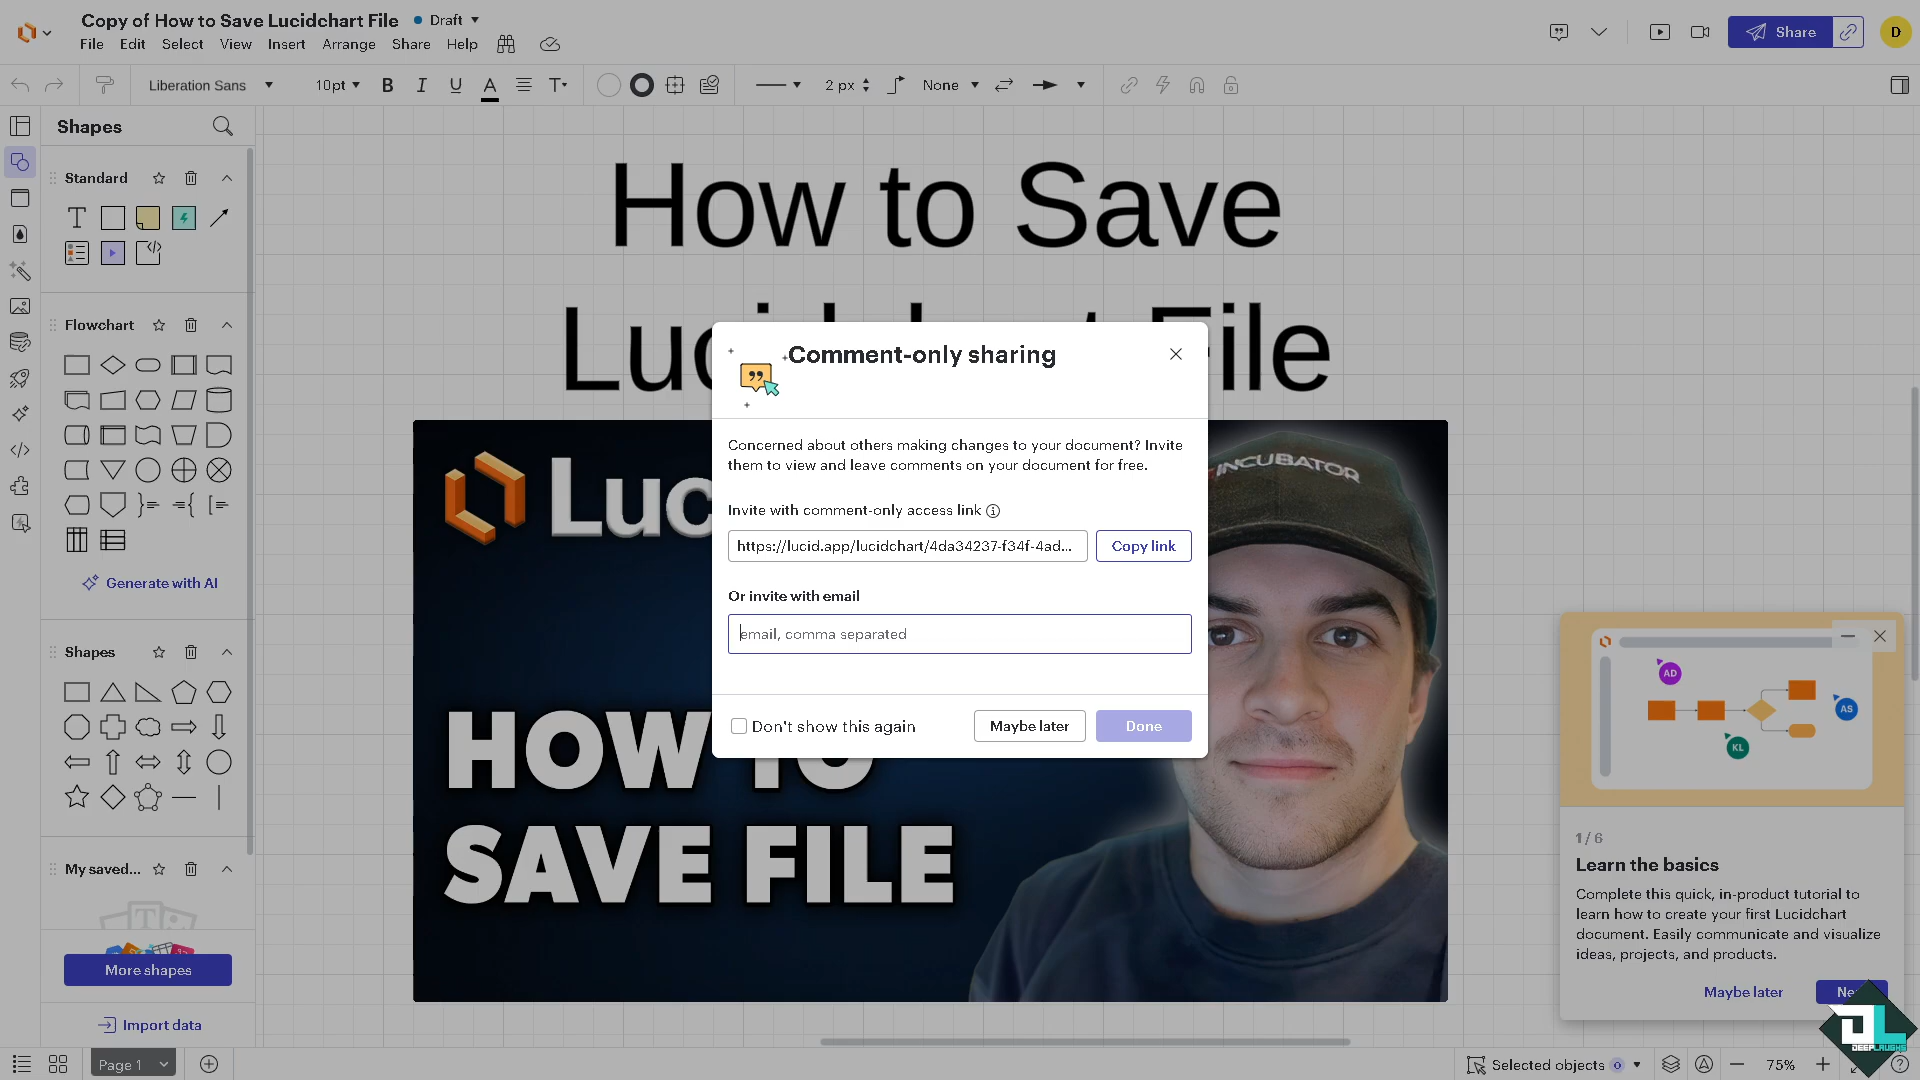 Copy of How to Save Lucidchart File
Draft
File Edit Select View Insert Arrange Share Help
Share
D
Liberation Sans
10pt
B I U A T
2 px
None
Shapes
Standard
Flowchart
Generate with AI
Shapes
My saved...
More shapes
Import data
How to Save
File
Luc
HOW TO
SAVE FILE
INCUBATOR
Comment-only sharing
Concerned about others making changes to your document? Invite
them to view and leave comments on your document for free.
Invite with comment-only access link
https://lucid.app/lucidchart/4da34237-f34f-4ad...
Copy link
Or invite with email
email, comma separated
Don't show this again
Maybe later
Done
AD
AS
KL
1 / 6
Learn the basics
Complete this quick, in-product tutorial to
learn how to create your first Lucidchart
document. Easily communicate and visualize
ideas, projects, and products.
Maybe later
DEEPLAUGHS
Page 1
Selected objects 0
75%